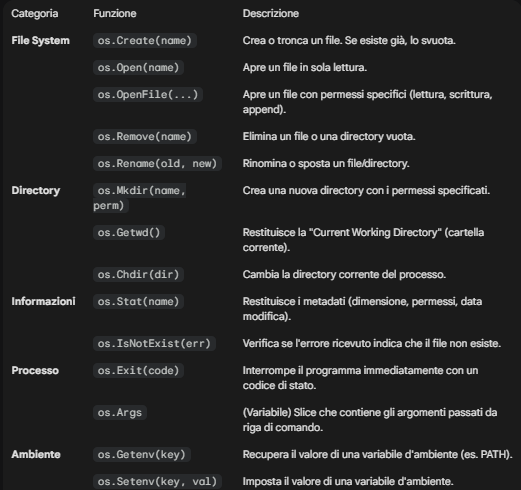 Categoria Funzione Descrizione
File System os.Create(name) Crea o tronca un file. Se esiste già, lo svuota.
os.Open(name) Apre un file in sola lettura.
os.OpenFile(...) Apre un file con permessi specifici (lettura, scrittura,
append).
os.Remove(name) Elimina un file o una directory vuota.
os.Rename(old, new) Rinomina o sposta un file/directory.
Directory os.Mkdir(name, Crea una nuova directory con i permessi specificati.
perm)
os.Getwd() Restituisce la "Current Working Directory" (cartella
corrente).
os.Chdir(dir) Cambia la directory corrente del processo.
Informazioni os.Stat(name) Restituisce i metadati (dimensione, permessi, data
modifica).
os.IsNotExist(err) Verifica se l'errore ricevuto indica che il file non esiste.
Processo os.Exit(code) Interrompe il programma immediatamente con un
codice di stato.
os.Args (Variabile) Slice che contiene gli argomenti passati da
riga di comando.
Ambiente os.Getenv(key) Recupera il valore di una variabile d'ambiente (es. PATH).
os.Setenv(key, val) Imposta il valore di una variabile d'ambiente.